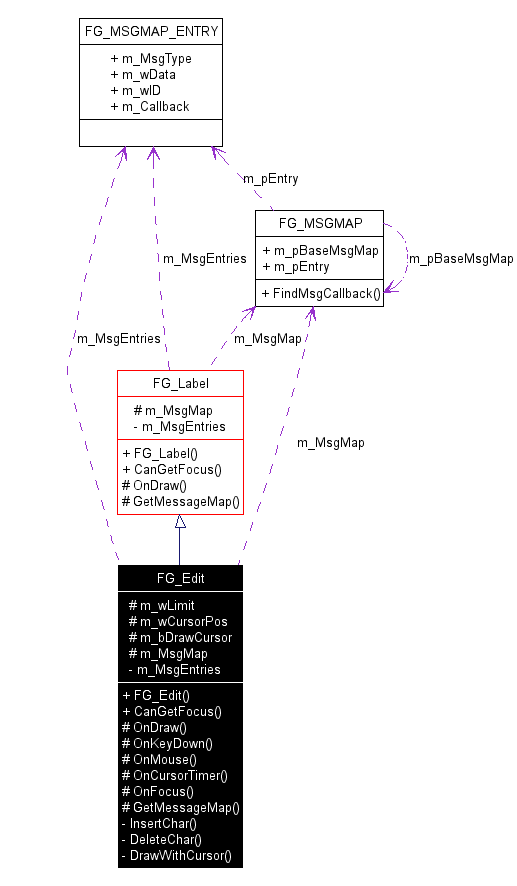 FG_MSGMAP_ENTRY
+ m_MsgType
+ m_wData
+ m_wID
+ m_Callback
m_pEntry
FG_MSGMAP
+ m_pBaseMsgMap
+ m_pEntry
+ FindMsgCallback()
m_pBaseMsgMap
m_MsgEntries
m_MsgEntries
m_MsgMap
FG_Label
# m_MsgMap
- m_MsgEntries
+ FG_Label()
+ CanGetFocus()
# OnDraw()
# GetMessageMap()
m_MsgMap
FG_Edit
# m_wLimit
# m_wCursorPos
# m_bDrawCursor
# m_MsgMap
- m_MsgEntries
+ FG_Edit()
+ CanGetFocus()
# OnDraw()
# OnKeyDown()
# OnMouse()
# OnCursorTimer()
# OnFocus()
# GetMessageMap()
- InsertChar()
- DeleteChar()
- DrawWithCursor()